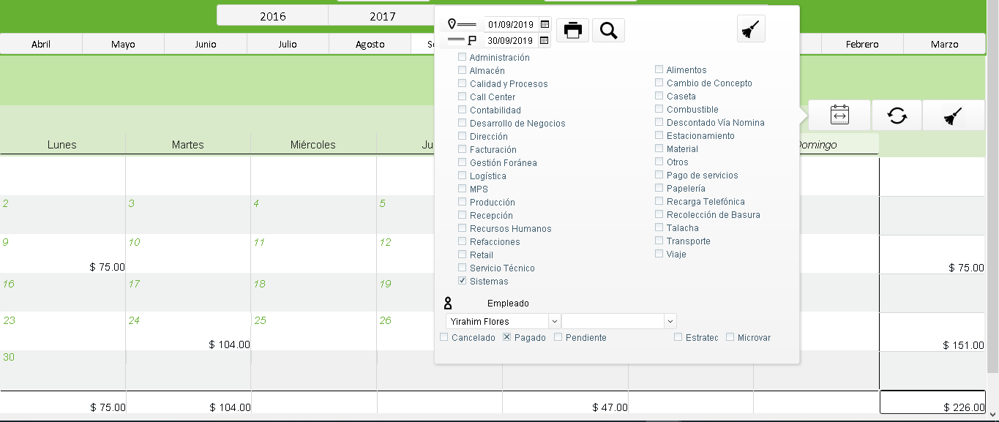 2016 2017
01/09/2019
30/09/2019
Abril Mayo Junio Julio Agosto Febrero Marzo
Administración
Almacén
Calidad y Procesos
Call Center
Contabilidad
Desarrollo de Negocios
Dirección
Facturación
Gestión Foránea
Logística
MPS
Producción
Recepción
Recursos Humanos
Refacciones
Retail
Servicio Técnico
Sistemas
Alimentos
Cambio de Concepto
Caseta
Combustible
Descontado Vía Nomina
Estacionamiento
Material
Otros
Pago de servicios
Papelería
Recarga Telefónica
Recolección de Basura
Talacha
Transporte
Viaje
Empleado
Yirahim Flores
Cancelado Pagado Pendiente Estratec Microvar
Lunes Martes Miércoles Ju Domingo
2 3 4 5
9 10 11 12
$ 75.00 $ 75.00
16 17 18 19
23 24 25 26
$ 104.00 $ 151.00
30
$ 75.00 $ 104.00 $ 47.00 $ 226.00